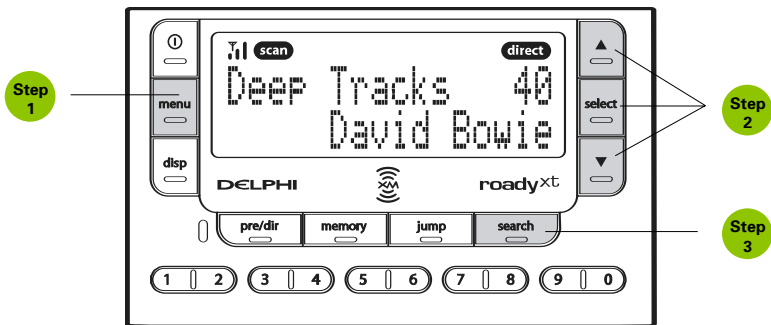 scan direct
Deep Tracks 40
David Bowie
menu
disp
select
DELPHI XM roady xt
pre/dir memory jump search
1 2 3 4 5 6 7 8 9 0
Step 1
Step 2
Step 3